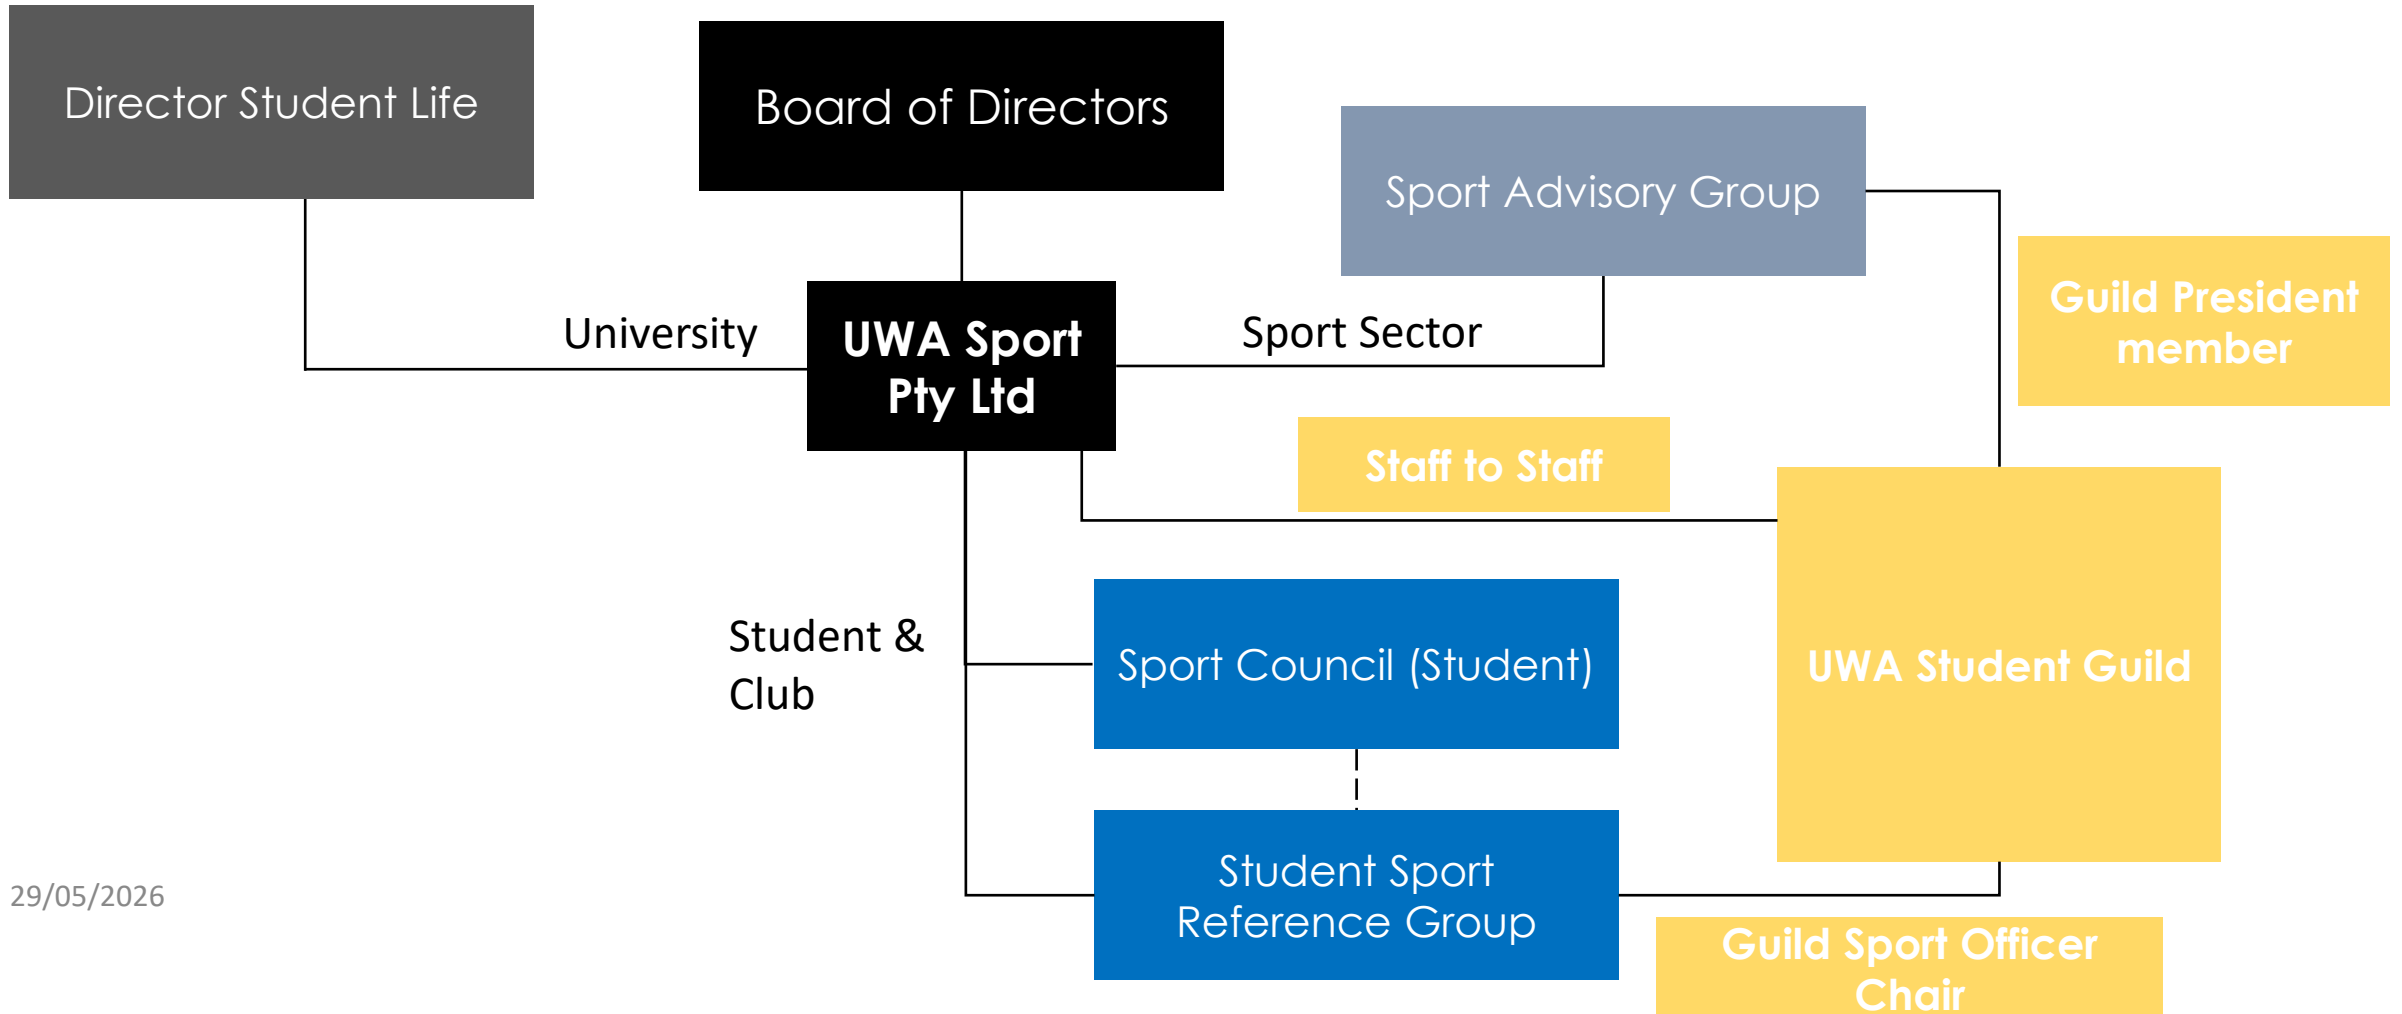 Director Student Life
Board of Directors
Sport Advisory Group
Guild President
member
University
UWA Sport
Pty Ltd
Sport Sector
Staff to Staff
Student &
Club
Sport Council (Student)
UWA Student Guild
Student Sport
Reference Group
29/05/2026
Guild Sport Officer
Chair